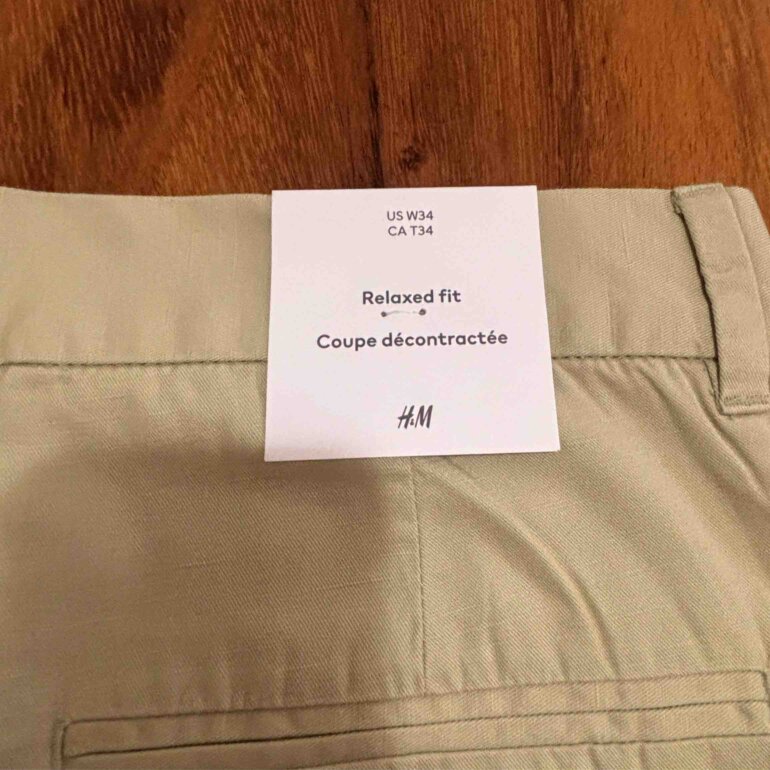 US W34
CA T34
Relaxed fit
Coupe décontractée
H&M